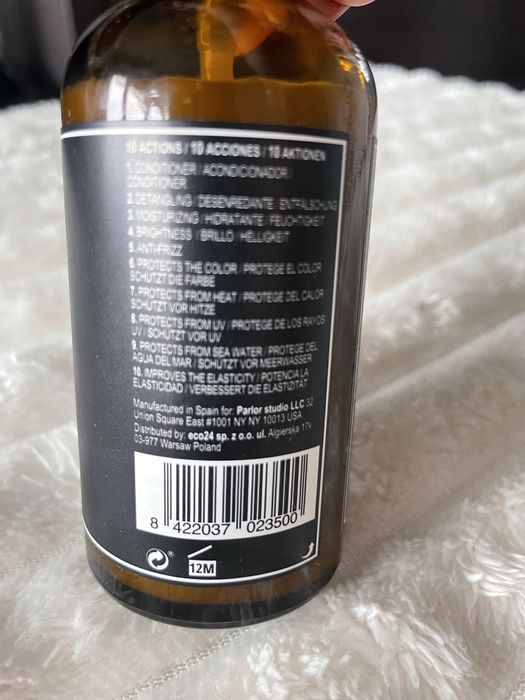 10 ACTIONS / 10 ACCIONES / 10 AKTIONEN
1. CONDITIONER / ACONDICIONADOR /
CONDITIONER
2. DETANGLING / DESENREDANTE / ENTFÄLSCHUNG
3. MOISTURIZING / HIDRATANTE / FEUCHTIGKEIT
4. BRIGHTNESS / BRILLO / HELLIGKEIT
5. ANTI-FRIZZ
6. PROTECTS THE COLOR / PROTEGE EL COLOR
SCHÜTZT DIE FARBE
7. PROTECTS FROM HEAT / PROTEGE DEL CALOR
SCHÜTZT VOR HITZE
8. PROTECTS FROM UV / PROTEGE DE LOS RAYOS
UV / SCHÜTZT VOR UV
9. PROTECTS FROM SEA WATER / PROTEGE DEL
AGUA DEL MAR / SCHÜTZT VOR MEERWASSER
10. IMPROVES THE ELASTICITY / POTENCIA LA
ELASTICIDAD / VERBESSERT DIE ELASTIZITÄT
Manufactured in Spain for: Parlor studio LLC 32
Union Square East #1001 NY NY 10013 USA
Distributed by: eco24 sp. z o.o. ul. Algierska 17k
03-977 Warsaw Poland
8 422037 023500
12M